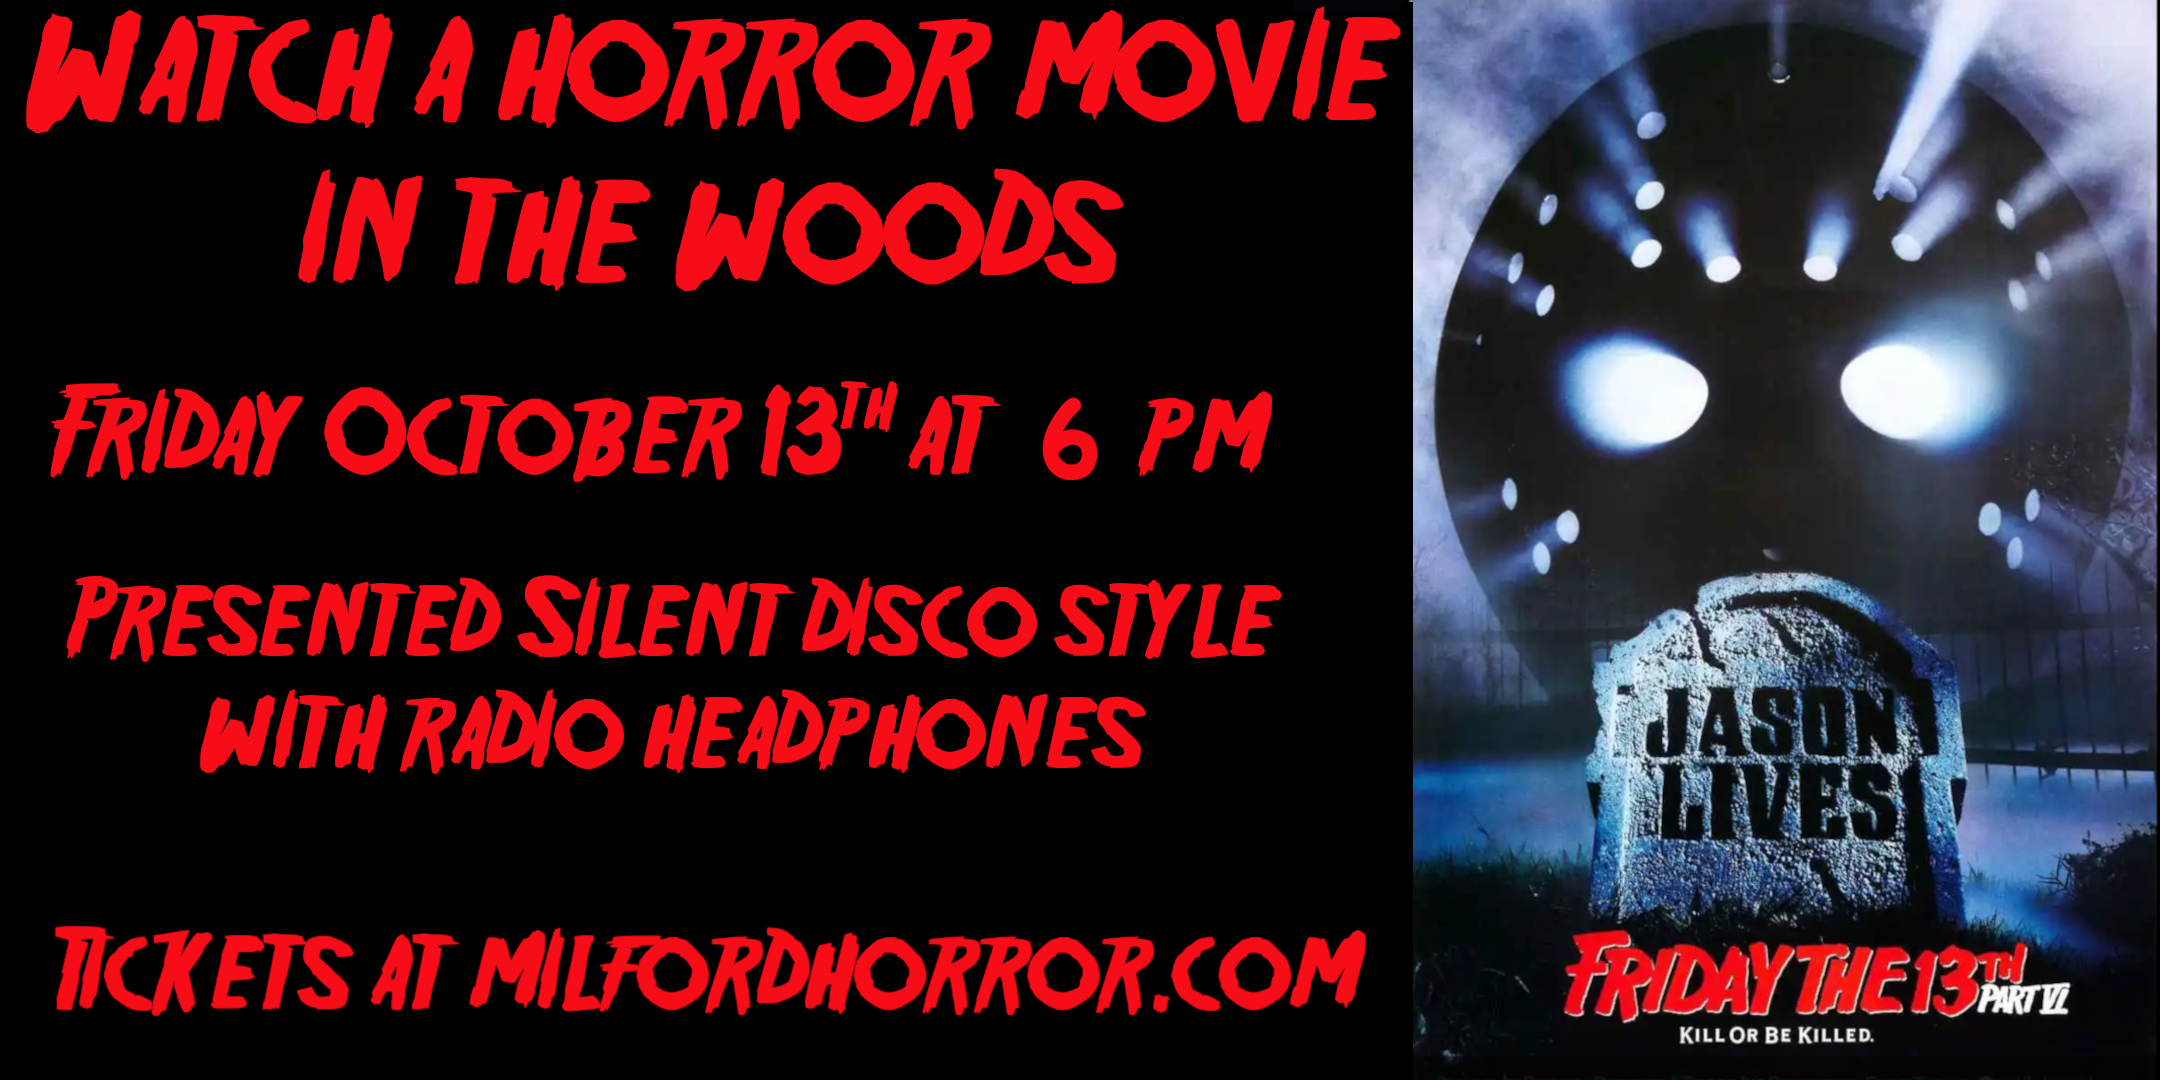 WATCH A HORROR MOVIE
IN THE WOODS
FRIDAY OCTOBER 13TH AT 6 PM
PRESENTED SILENT DISCO STYLE
WITH RADIO HEADPHONES
TICKETS AT MILFORDHORROR.COM
JASON
LIVES
FRIDAY THE 13TH
PART VI
KILL OR BE KILLED.